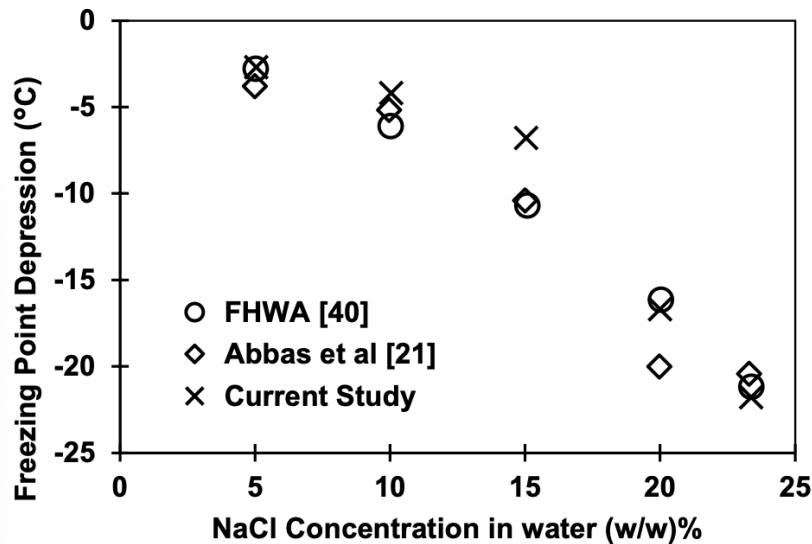 Freezing Point Depression (°C)
0
-5
-10
-15
-20
-25
FHWA [40]
Abbas et al [21]
Current Study
0 5 10 15 20 25
NaCl Concentration in water (w/w)%